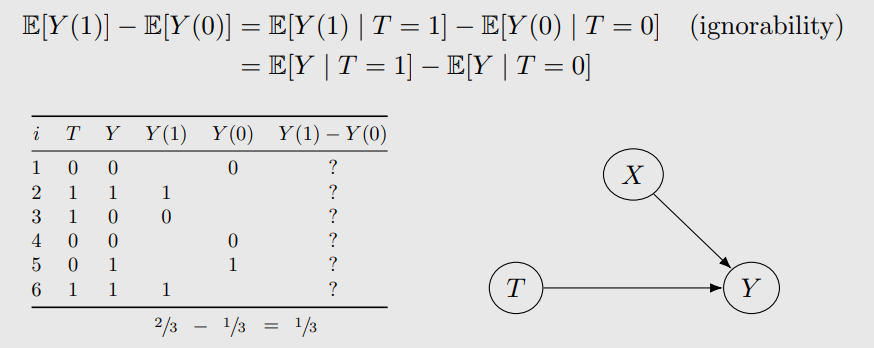 𝔼[Y(1)] − 𝔼[Y(0)] = 𝔼[Y(1) | T = 1] − 𝔼[Y(0) | T = 0] (ignorability)
= 𝔼[Y | T = 1] − 𝔼[Y | T = 0]
i T Y Y(1) Y(0) Y(1) − Y(0)
1 0 0 0 ?
2 1 1 1 ?
3 1 0 0 ?
4 0 0 0 ?
5 0 1 1 ?
6 1 1 1 ?
2/3 − 1/3 = 1/3
X
T
Y